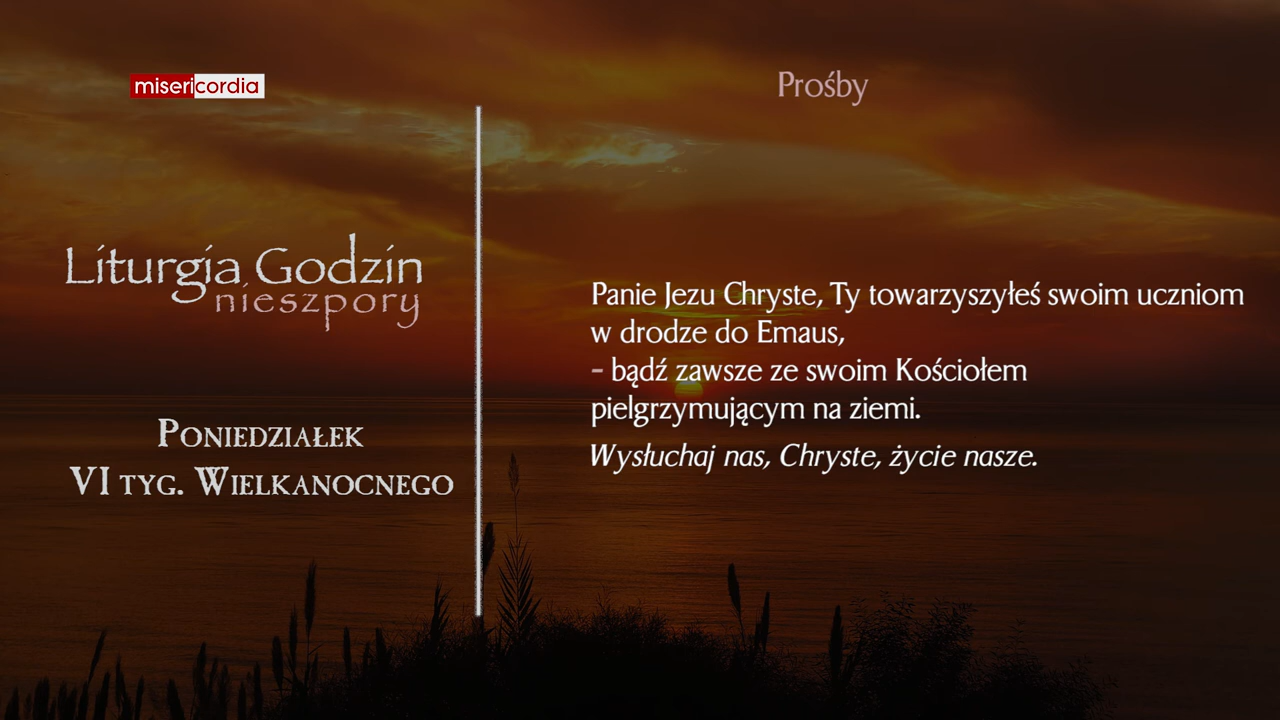 misericordia
Prośby
Liturgia Godzin
nieszpory
Poniedziałek
VI tyg. Wielkanocnego
Panie Jezu Chryste, Ty towarzyszyłeś swoim uczniom
w drodze do Emaus,
- bądź zawsze ze swoim Kościołem
pielgrzymującym na ziemi.
Wysłuchaj nas, Chryste, życie nasze.